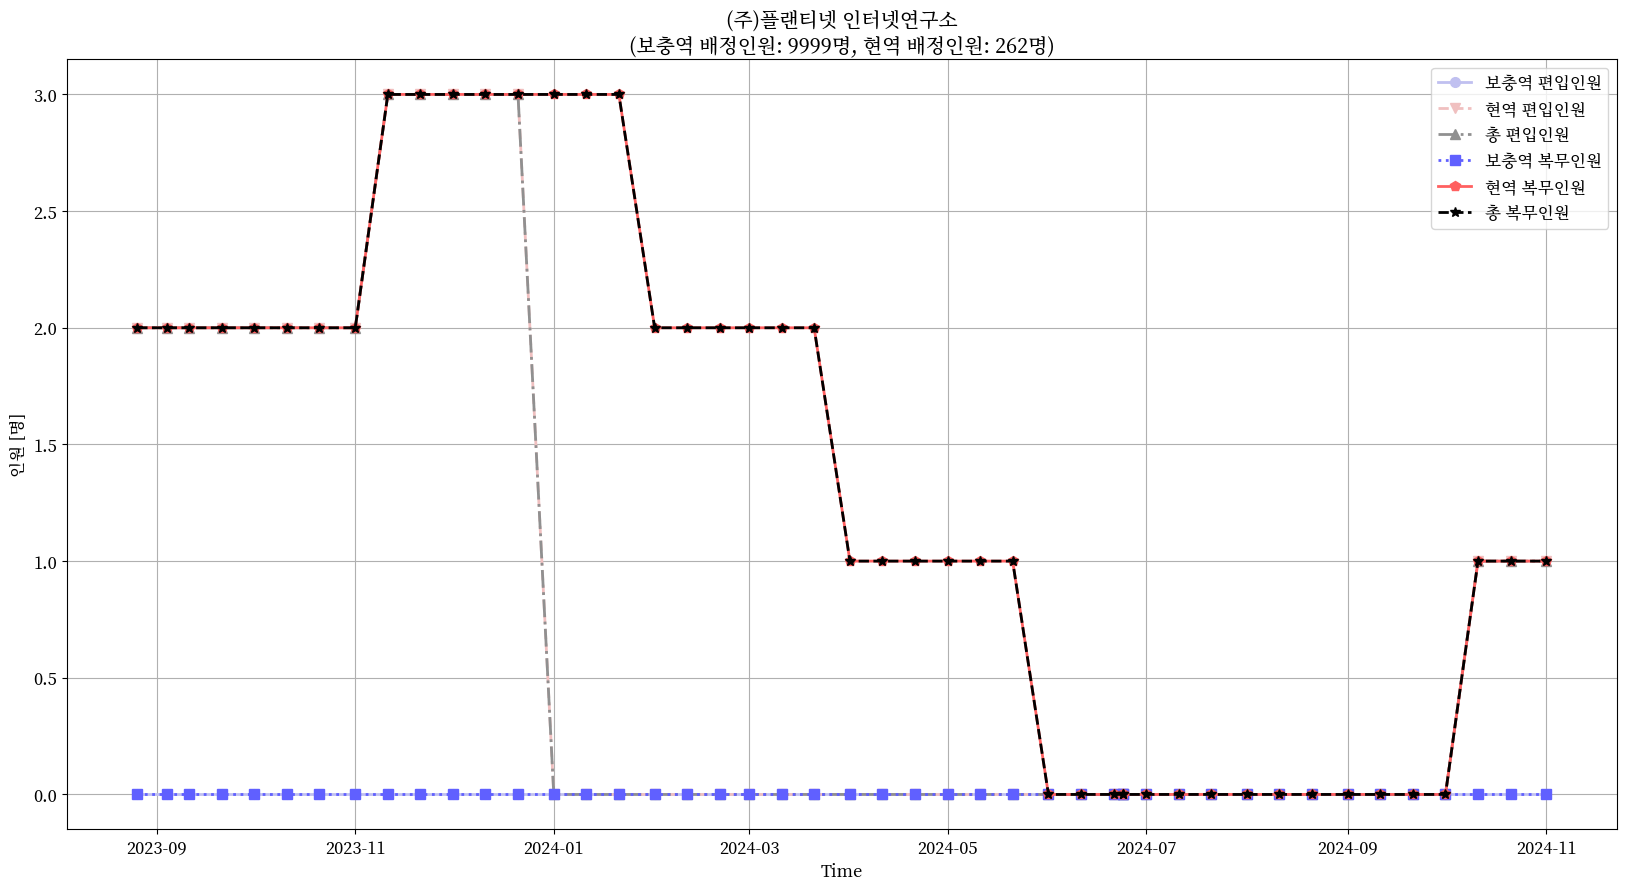 (주)플랜티넷 인터넷연구소
(보충역 배정인원: 9999명, 현역 배정인원: 262명)
보충역 편입인원
현역 편입인원
총 편입인원
보충역 복무인원
현역 복무인원
총 복무인원
인원 [명]
3.0
2.5
2.0
1.5
1.0
0.5
0.0
2023-09 2023-11 2024-01 2024-03 2024-05 2024-07 2024-09 2024-11
Time